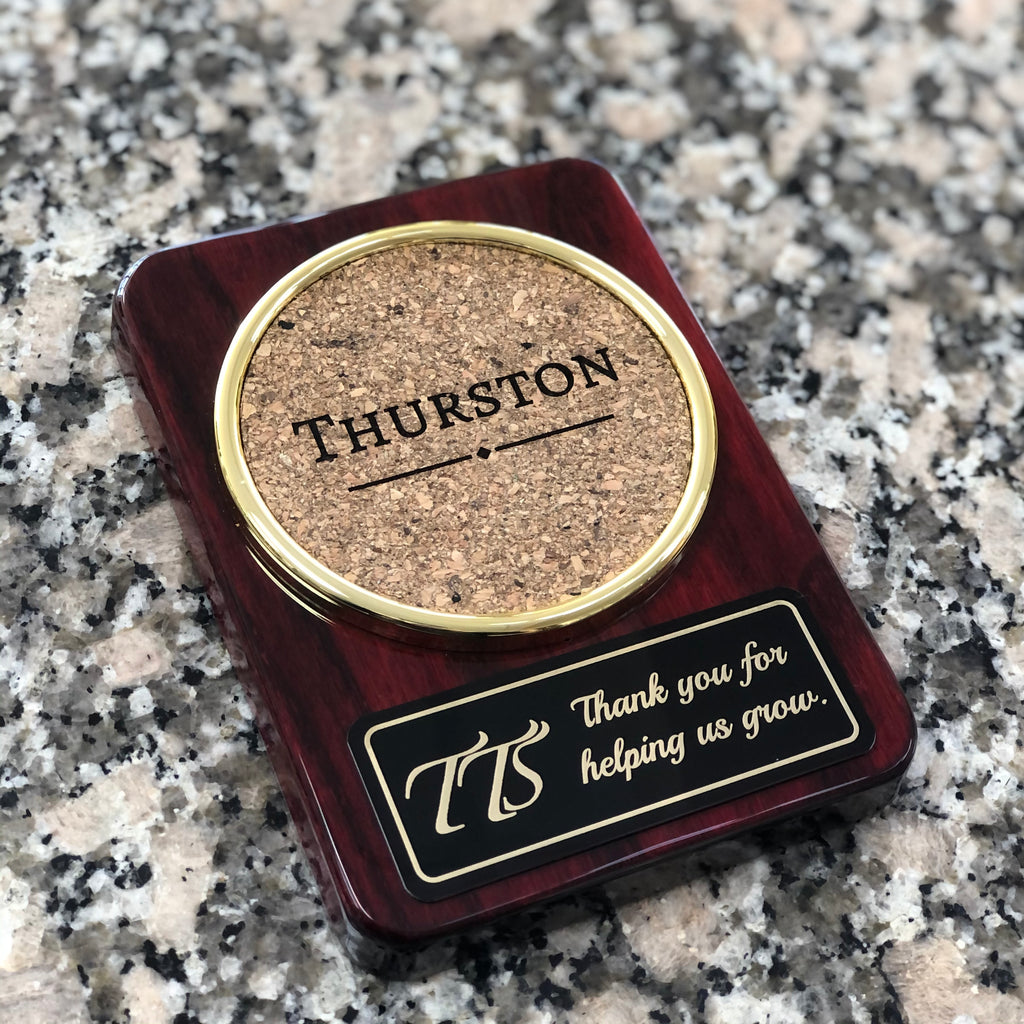 THURSTON
TTS
Thank you for
helping us grow.